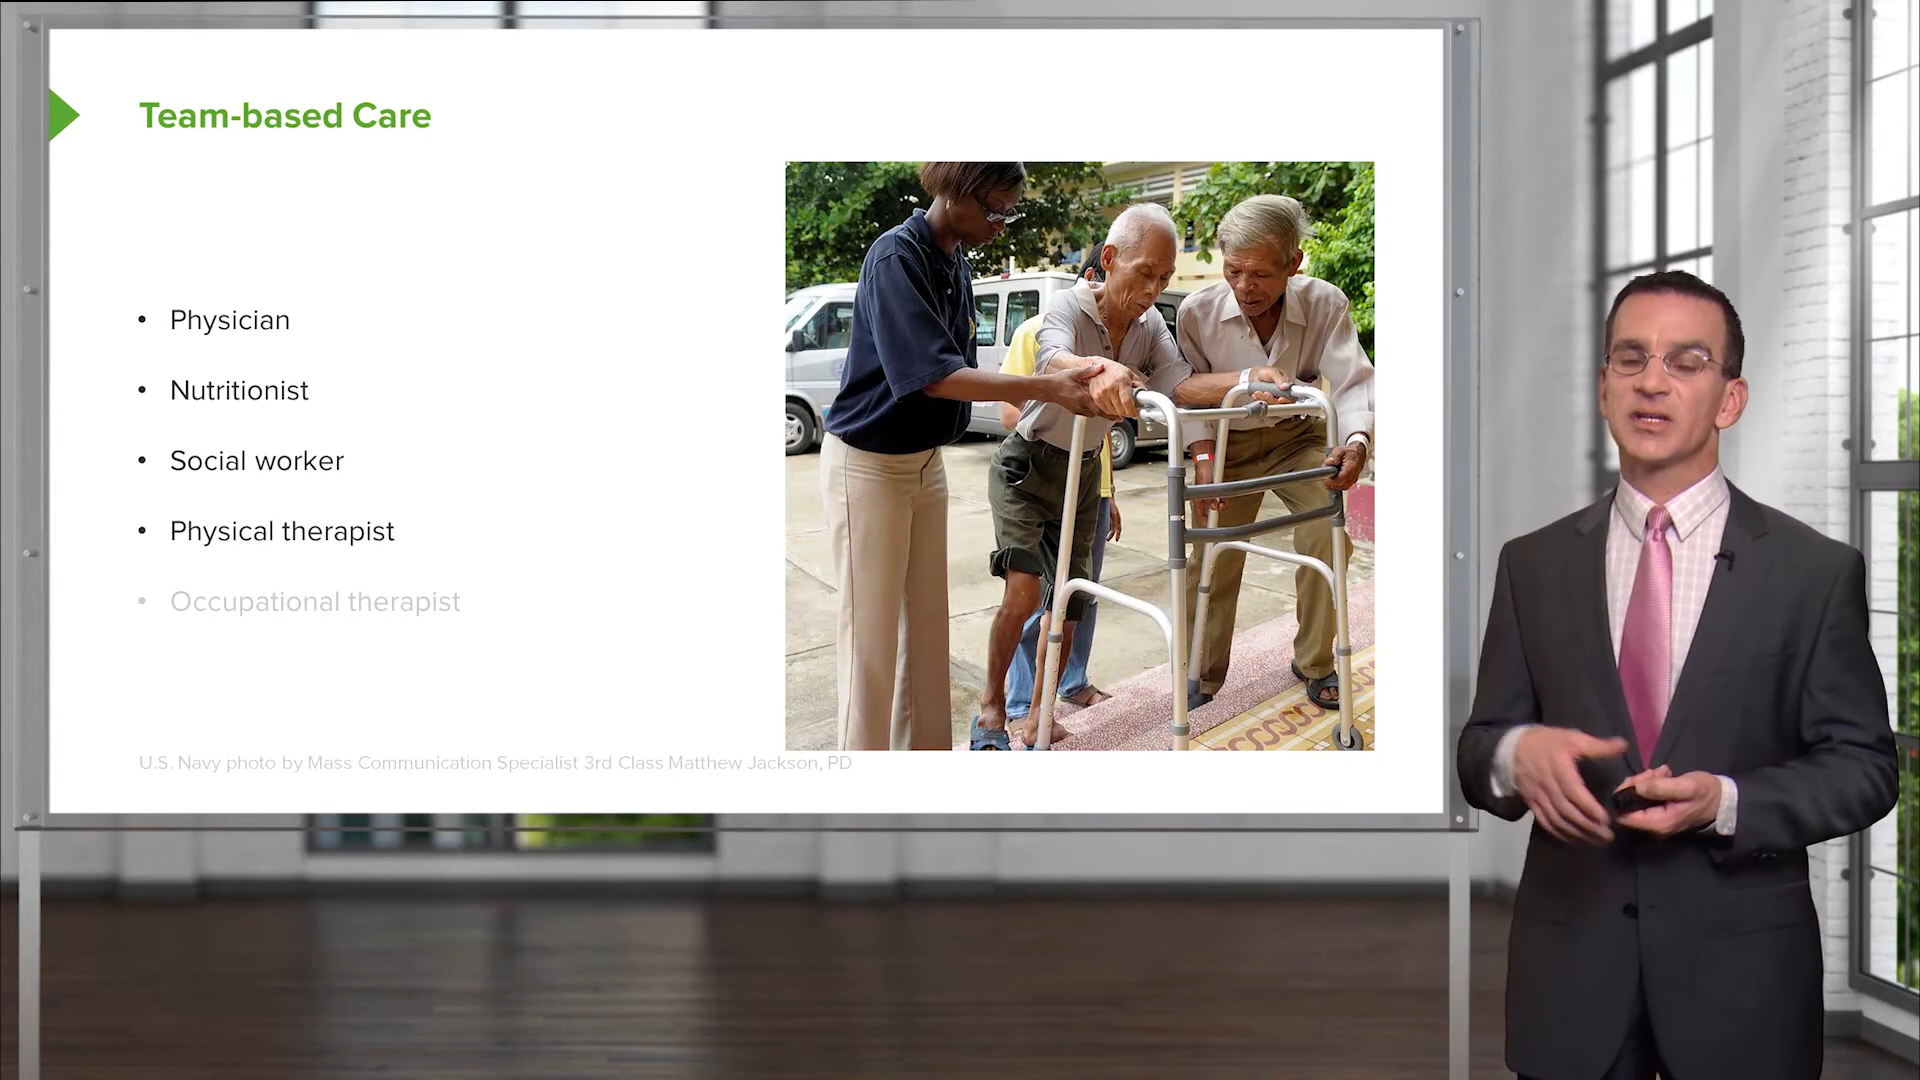 Team-based Care
• Physician
• Nutritionist
• Social worker
• Physical therapist
• Occupational therapist
U.S. Navy photo by Mass Communication Specialist 3rd Class Matthew Jackson, PD